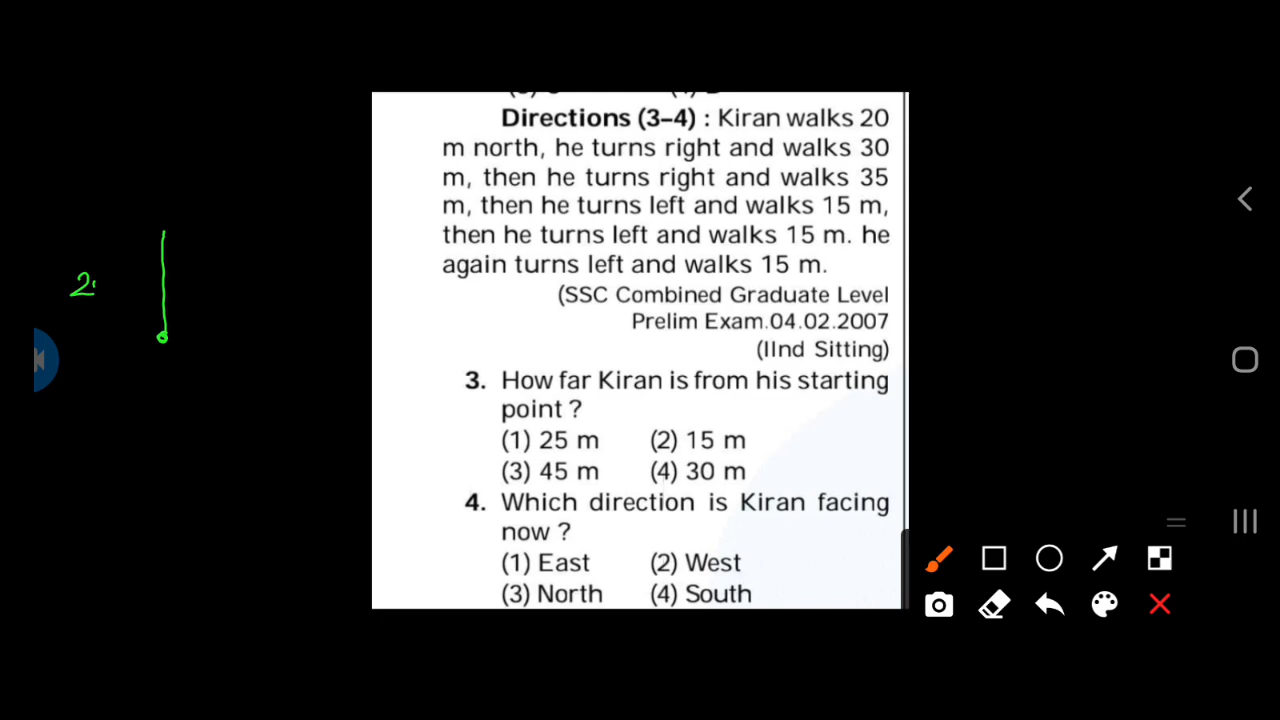 Directions (3–4) : Kiran walks 20
m north, he turns right and walks 30
m, then he turns right and walks 35
m, then he turns left and walks 15 m,
then he turns left and walks 15 m. he
again turns left and walks 15 m.
(SSC Combined Graduate Level
Prelim Exam.04.02.2007
(IInd Sitting)
3. How far Kiran is from his starting
point ?
(1) 25 m (2) 15 m
(3) 45 m (4) 30 m
4. Which direction is Kiran facing
now ?
(1) East (2) West
(3) North (4) South
2